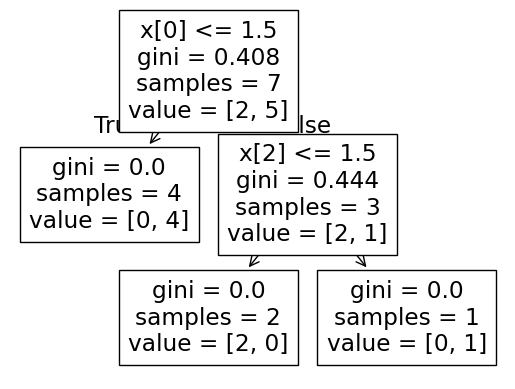 x[0] <= 1.5
gini = 0.408
samples = 7
value = [2, 5]
gini = 0.0
samples = 4
value = [0, 4]
x[2] <= 1.5
gini = 0.444
samples = 3
value = [2, 1]
gini = 0.0
samples = 2
value = [2, 0]
gini = 0.0
samples = 1
value = [0, 1]